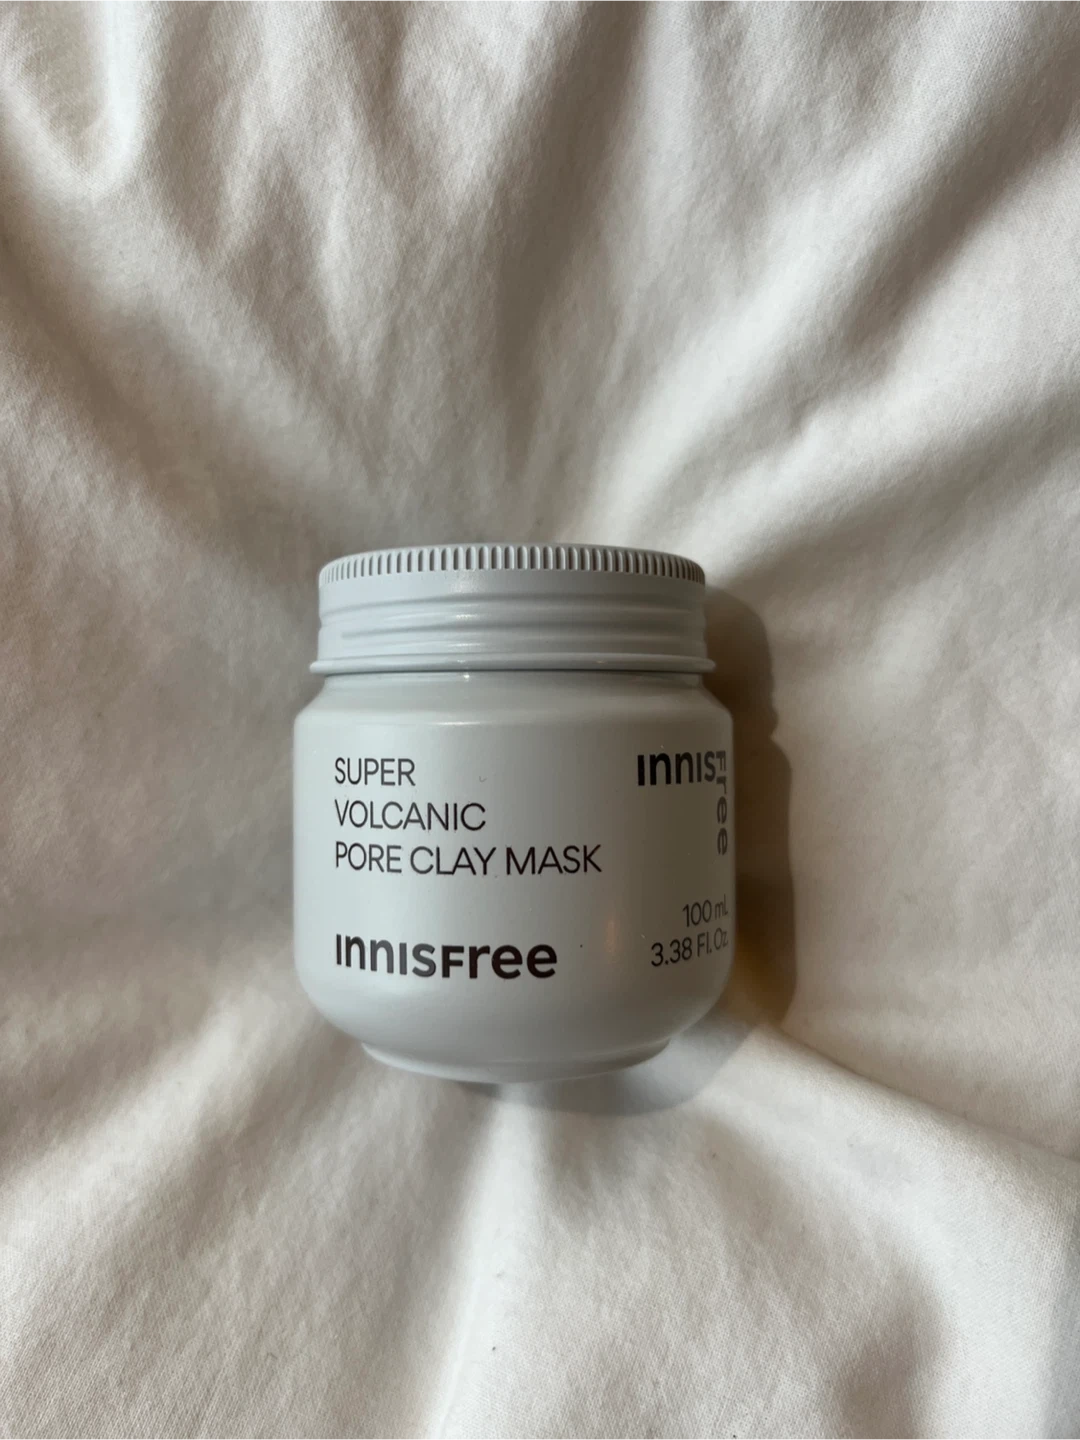 SUPER
VOLCANIC
PORE CLAY MASK
INNISFREE
INNISFREE
100 mL
3.38 Fl. Oz.